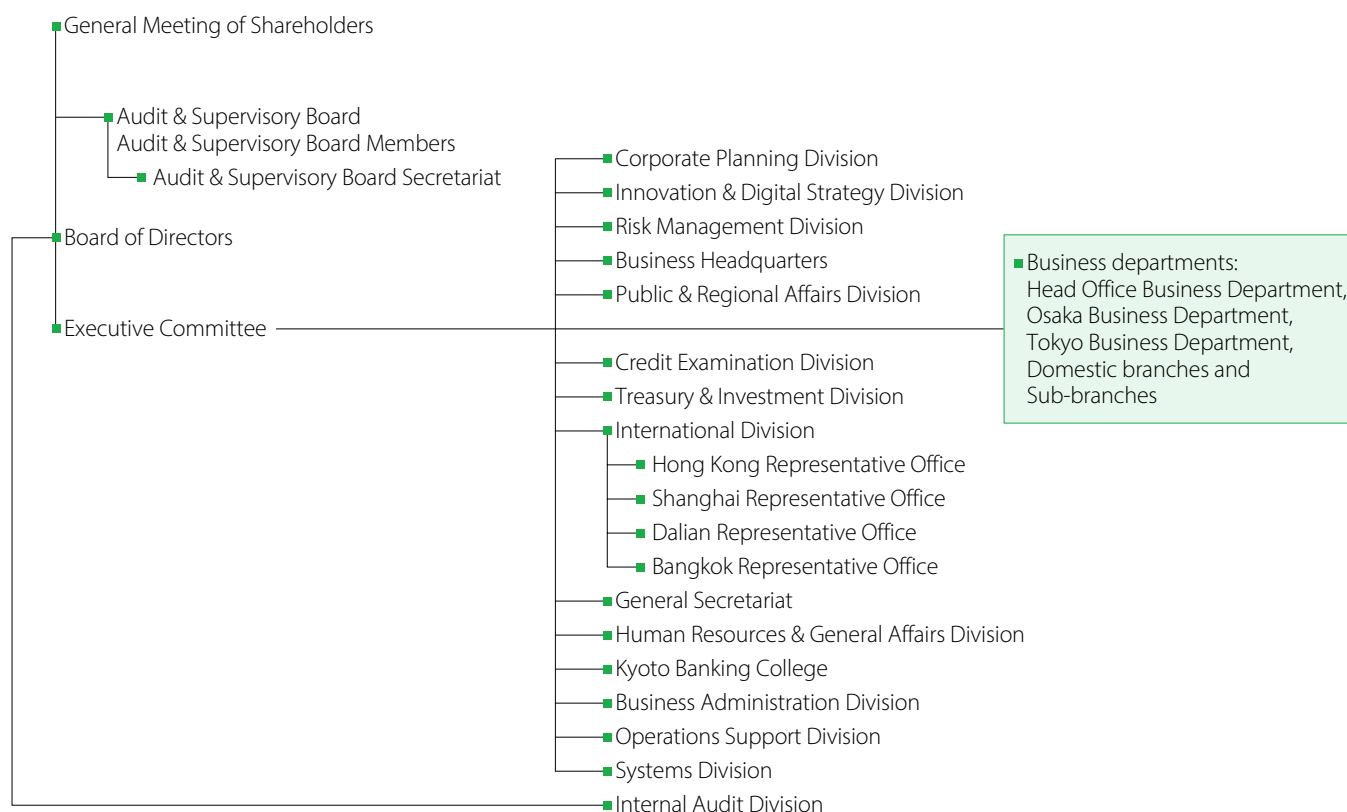 General Meeting of Shareholders
Audit & Supervisory Board
Audit & Supervisory Board Members
Audit & Supervisory Board Secretariat
Board of Directors
Executive Committee
Corporate Planning Division
Innovation & Digital Strategy Division
Risk Management Division
Business Headquarters
Public & Regional Affairs Division
Credit Examination Division
Treasury & Investment Division
International Division
Hong Kong Representative Office
Shanghai Representative Office
Dalian Representative Office
Bangkok Representative Office
General Secretariat
Human Resources & General Affairs Division
Kyoto Banking College
Business Administration Division
Operations Support Division
Systems Division
Internal Audit Division
Business departments:
Head Office Business Department,
Osaka Business Department,
Tokyo Business Department,
Domestic branches and
Sub-branches